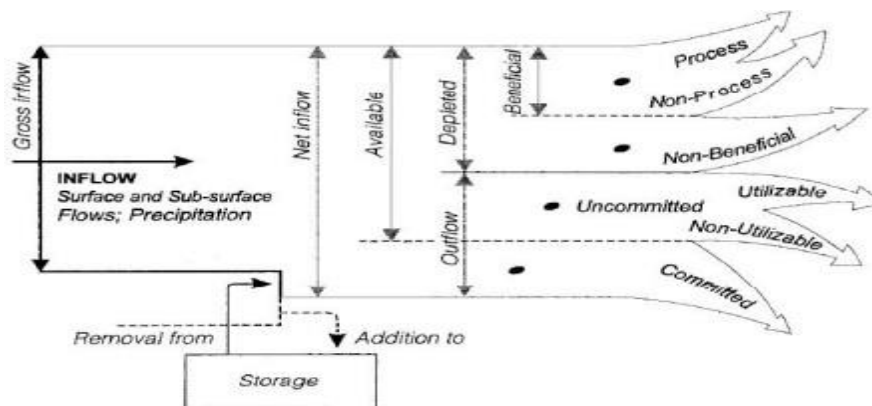 Gross irflow
INFLOW
Surface and Sub-surface
Flows; Precipitation
Net inflow
Available
Depleted
Outflow
Beneficial
Process
Non-Process
Non-Beneficial
Utilizable
Uncommitted
Non-Utilizable
Committed
Removal from
Addition to
Storage